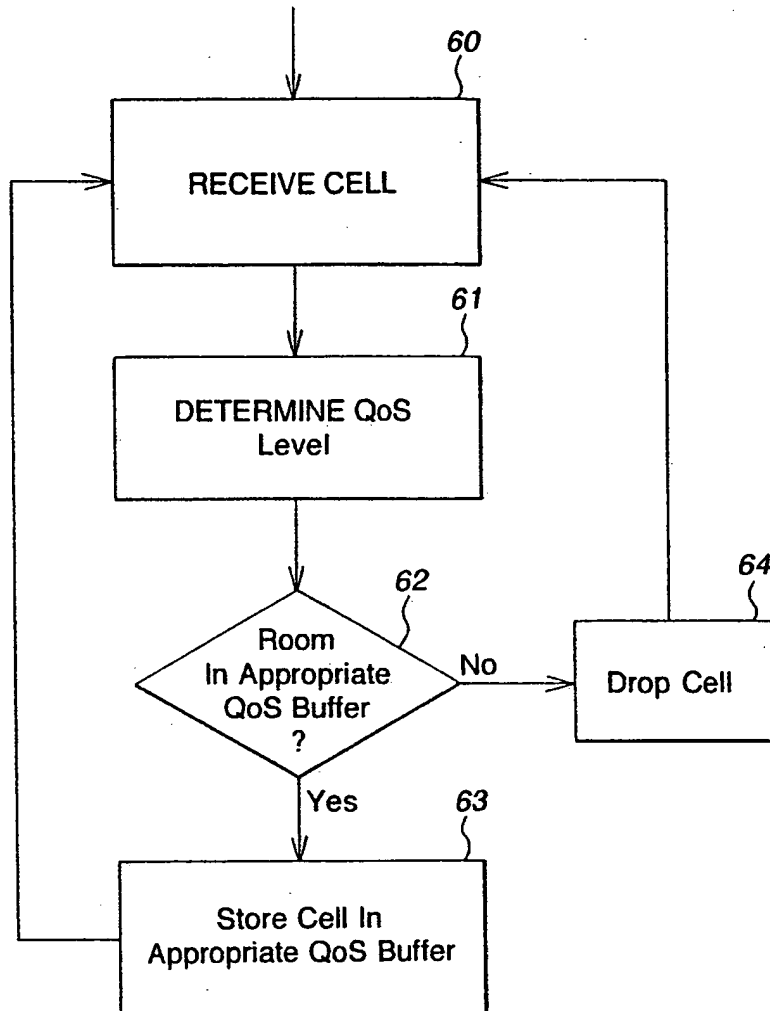 60
RECEIVE CELL
61
DETERMINE QoS
Level
62
Room
In Appropriate
QoS Buffer
?
No
64
Drop Cell
Yes
63
Store Cell In
Appropriate QoS Buffer